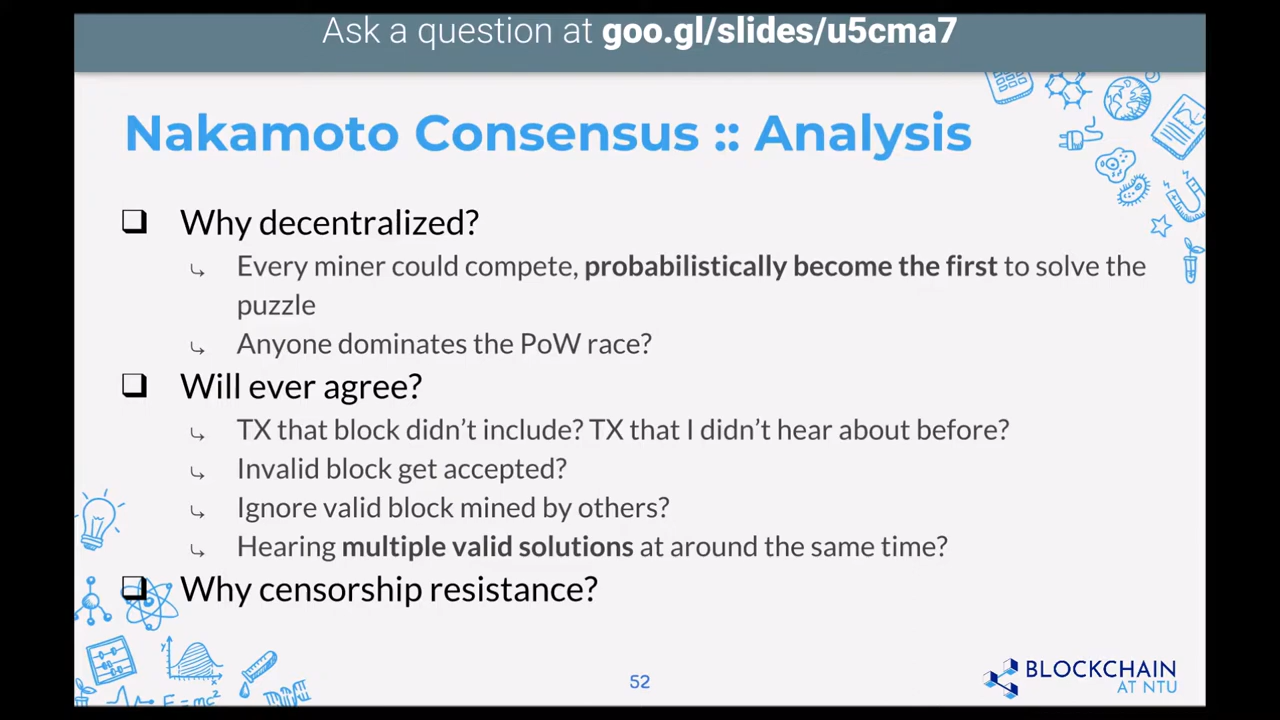 Ask a question at goo.gl/slides/u5cma7
Nakamoto Consensus :: Analysis
❑ Why decentralized?
Every miner could compete, probabilistically become the first to solve the
puzzle
Anyone dominates the PoW race?
❑ Will ever agree?
TX that block didn't include? TX that I didn't hear about before?
Invalid block get accepted?
Ignore valid block mined by others?
Hearing multiple valid solutions at around the same time?
❑ Why censorship resistance?
y
x
E=mc²
52
BLOCKCHAIN
AT NTU